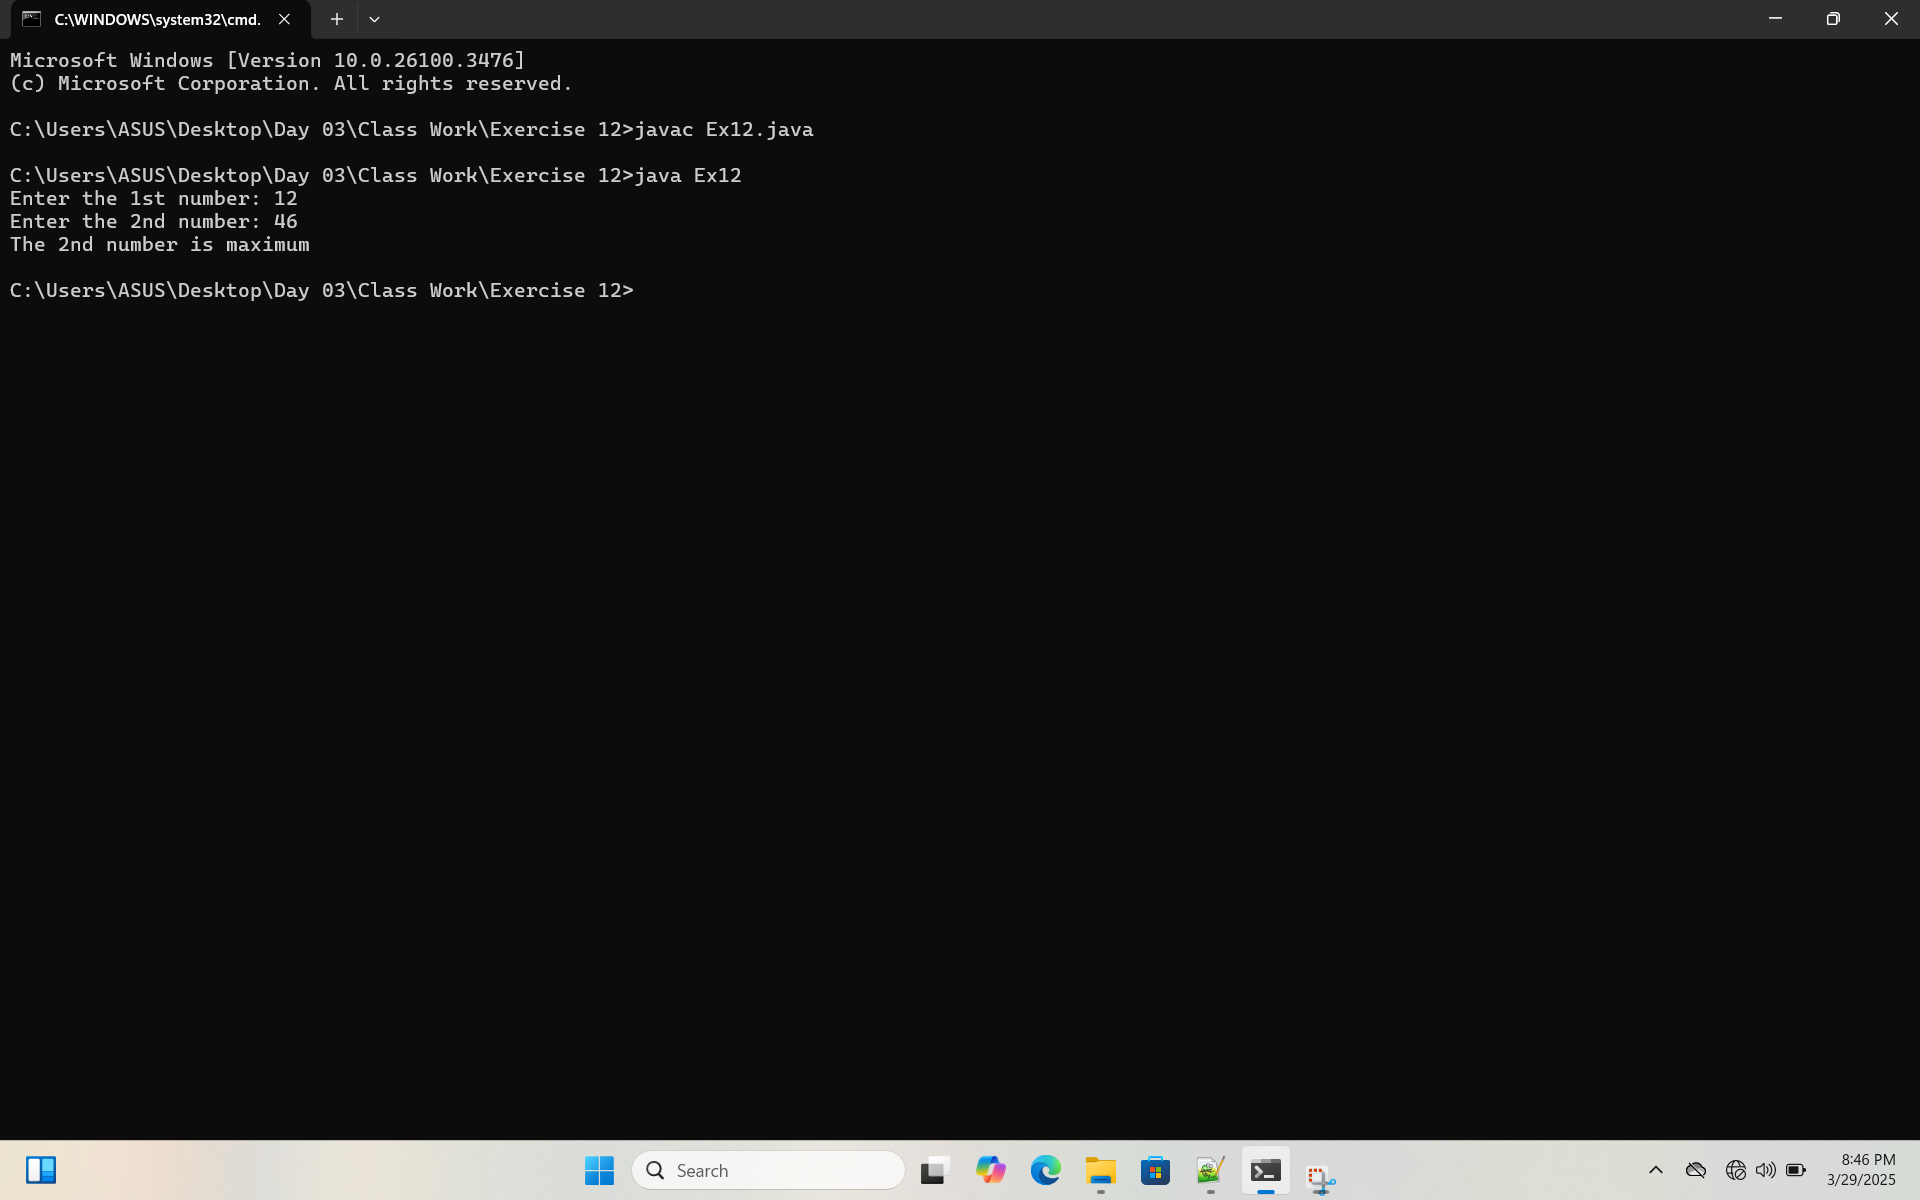 C:\WINDOWS\system32\cmd.
Microsoft Windows [Version 10.0.26100.3476]
(c) Microsoft Corporation. All rights reserved.
C:\Users\ASUS\Desktop\Day 03\Class Work\Exercise 12>javac Ex12.java
C:\Users\ASUS\Desktop\Day 03\Class Work\Exercise 12>java Ex12
Enter the 1st number: 12
Enter the 2nd number: 46
The 2nd number is maximum
C:\Users\ASUS\Desktop\Day 03\Class Work\Exercise 12>
Search
8:46 PM
3/29/2025